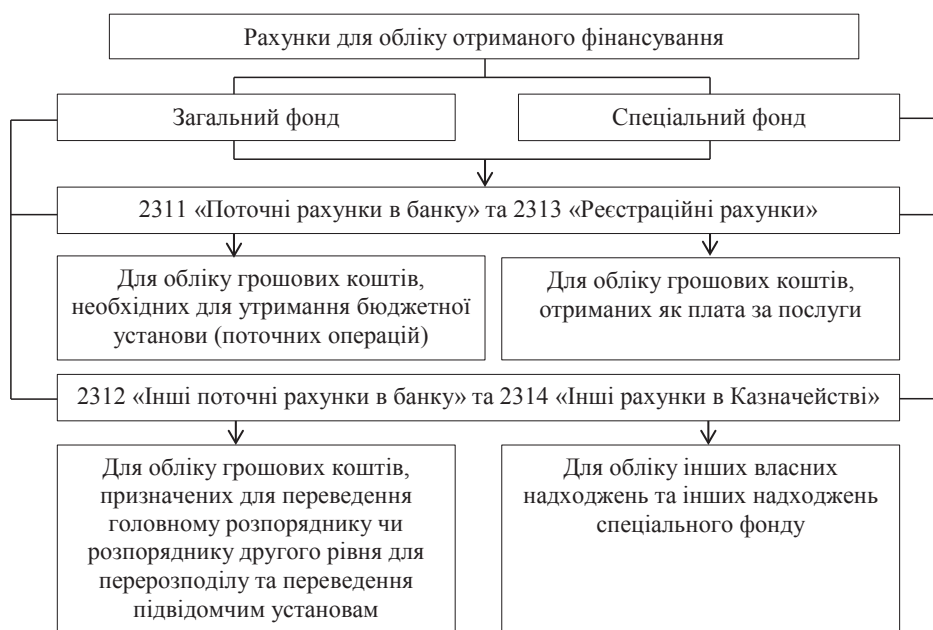 Рахунки для обліку отриманого фінансування
Загальний фонд
Спеціальний фонд
2311 «Поточні рахунки в банку» та 2313 «Реєстраційні рахунки»
Для обліку грошових коштів,
необхідних для утримання бюджетної
установи (поточних операцій)
Для обліку грошових коштів,
отриманих як плата за послуги
2312 «Інші поточні рахунки в банку» та 2314 «Інші рахунки в Казначействі»
Для обліку грошових коштів,
призначених для переведення
головному розпоряднику чи
розпоряднику другого рівня для
перерозподілу та переведення
підвідомчим установам
Для обліку інших власних
надходжень та інших надходжень
спеціального фонду